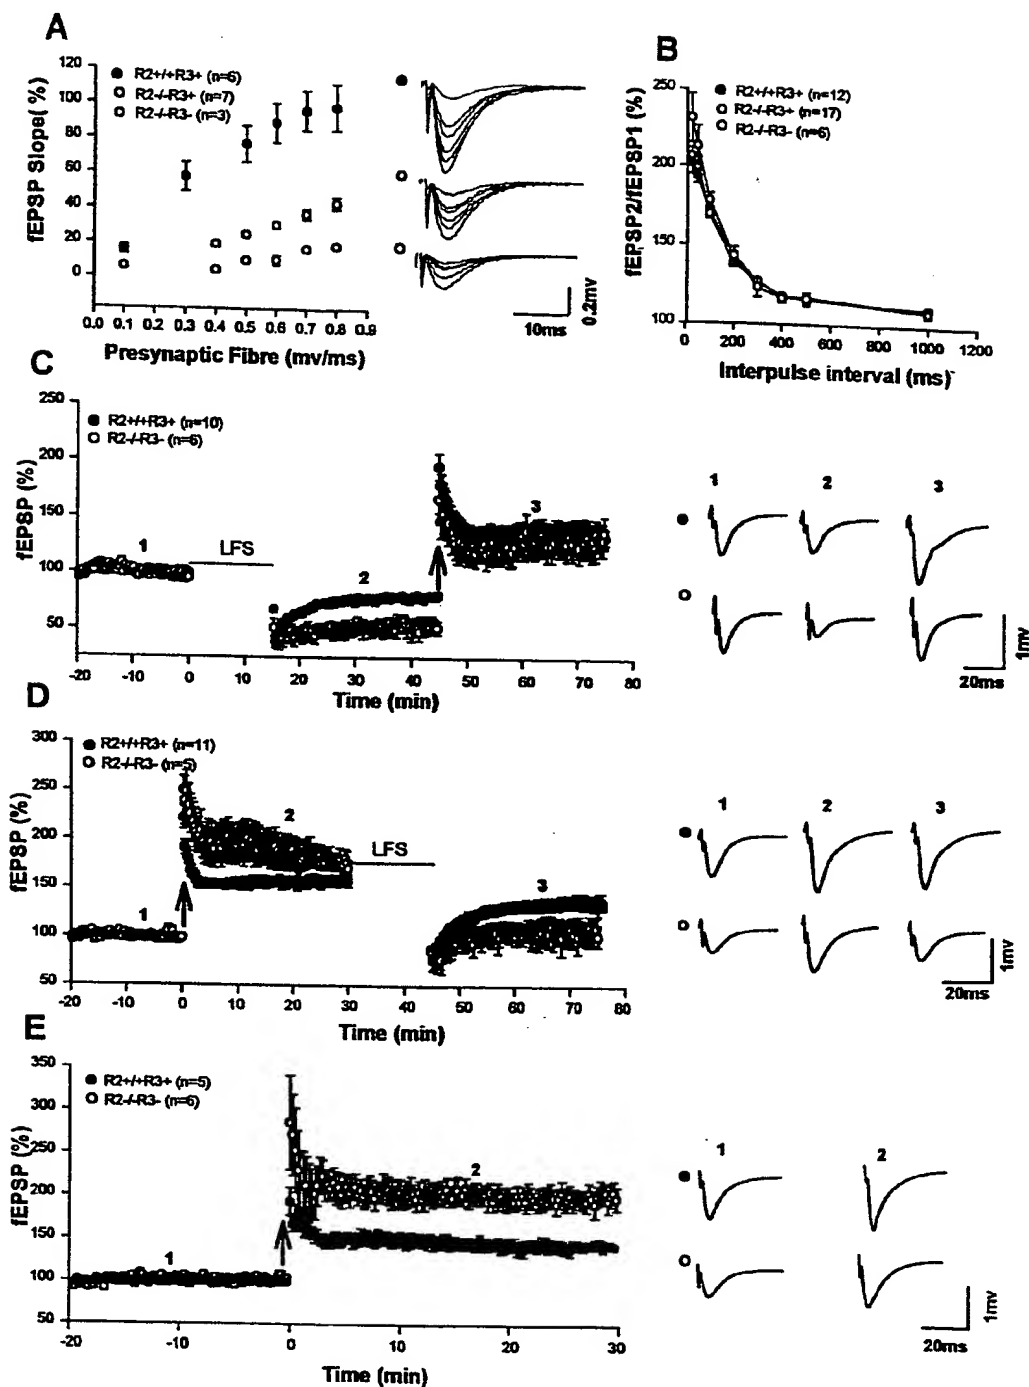 A
fEPSP Slope( %)
120
100
80
60
40
20
0
R2+/+R3+ (n=6)
R2-/-R3+ (n=7)
R2-/-R3- (n=3)
0.0 0.1 0.2 0.3 0.4 0.5 0.6 0.7 0.8 0.9
Presynaptic Fibre (mv/ms)
10ms
0.2mv
B
fEPSP2/fEPSP1 (%)
250
200
150
100
R2+/+R3+ (n=12)
R2-/-R3+ (n=17)
R2-/-R3- (n=6)
0 200 400 600 800 1000 1200
Interpulse interval (ms)
C
fEPSP (%)
250
200
150
100
50
R2+/+R3+ (n=10)
R2-/-R3- (n=6)
1
LFS
2
3
-20 -10 0 10 20 30 40 50 60 70 80
Time (min)
1 2 3
1mv
20ms
D
fEPSP (%)
300
250
200
150
100
50
R2+/+R3+ (n=11)
R2-/-R3- (n=5)
1
2
LFS
3
-20 -10 0 10 20 30 40 50 60 70 80
Time (min)
1 2 3
1mv
20ms
E
fEPSP (%)
350
300
250
200
150
100
50
R2+/+R3+ (n=5)
R2-/-R3- (n=6)
1
2
-20 -10 0 10 20 30
Time (min)
1 2
1mv
20ms